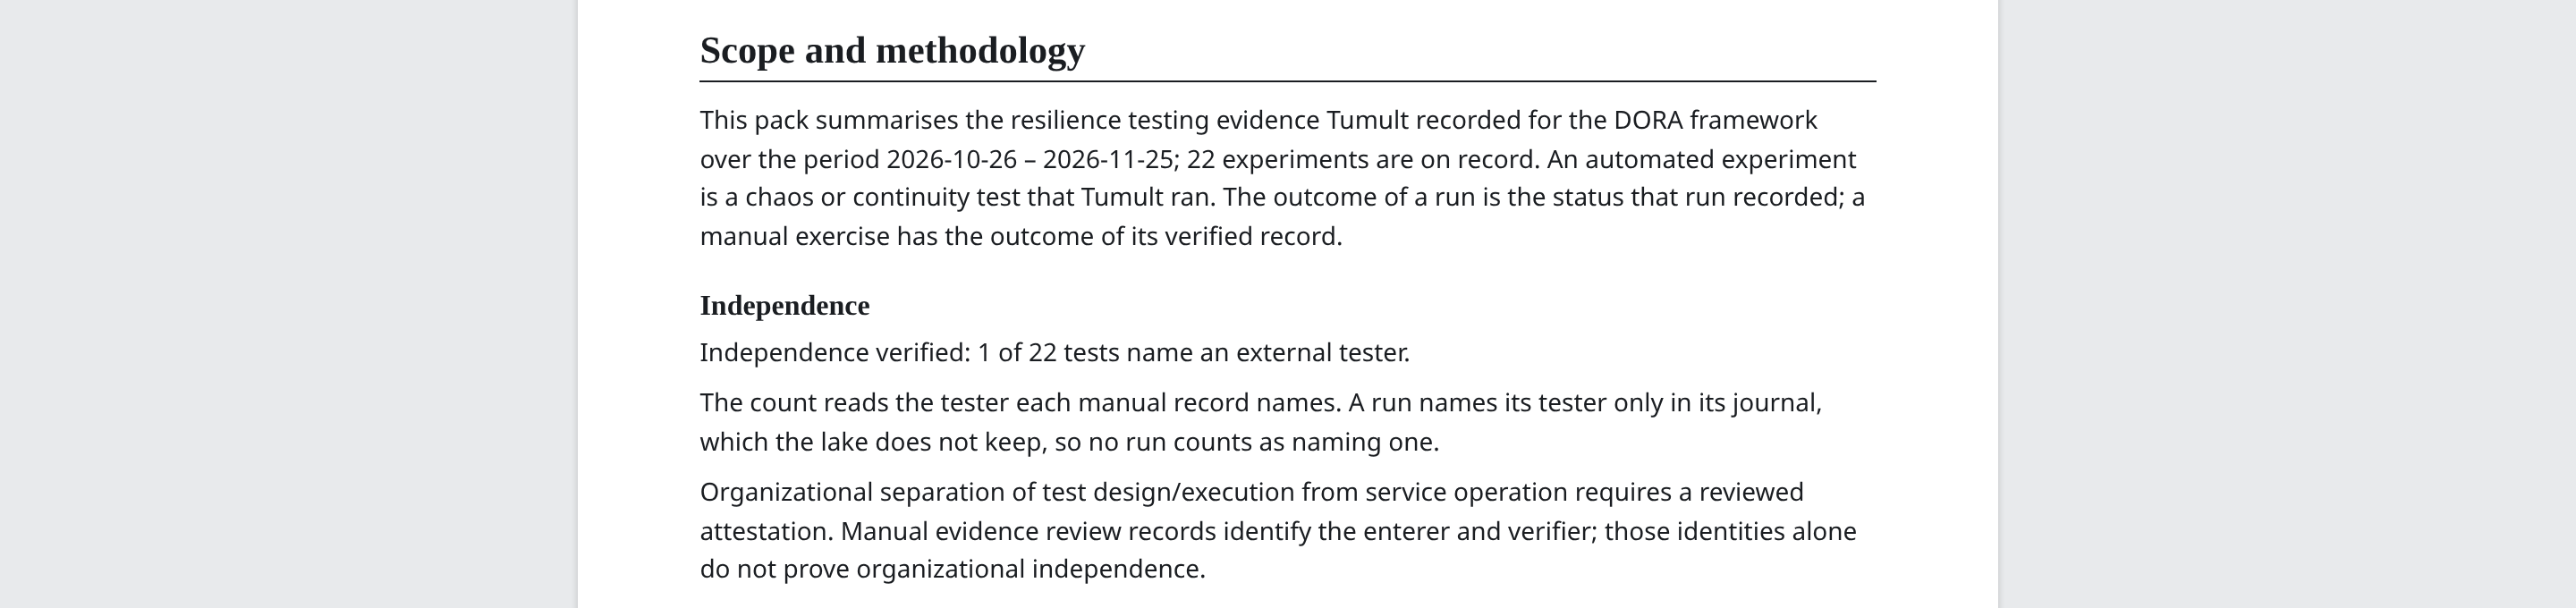 Scope and methodology
This pack summarises the resilience testing evidence Tumult recorded for the DORA framework
over the period 2026-10-26 – 2026-11-25; 22 experiments are on record. An automated experiment
is a chaos or continuity test that Tumult ran. The outcome of a run is the status that run recorded; a
manual exercise has the outcome of its verified record.
Independence
Independence verified: 1 of 22 tests name an external tester.
The count reads the tester each manual record names. A run names its tester only in its journal,
which the lake does not keep, so no run counts as naming one.
Organizational separation of test design/execution from service operation requires a reviewed
attestation. Manual evidence review records identify the enterer and verifier; those identities alone
do not prove organizational independence.